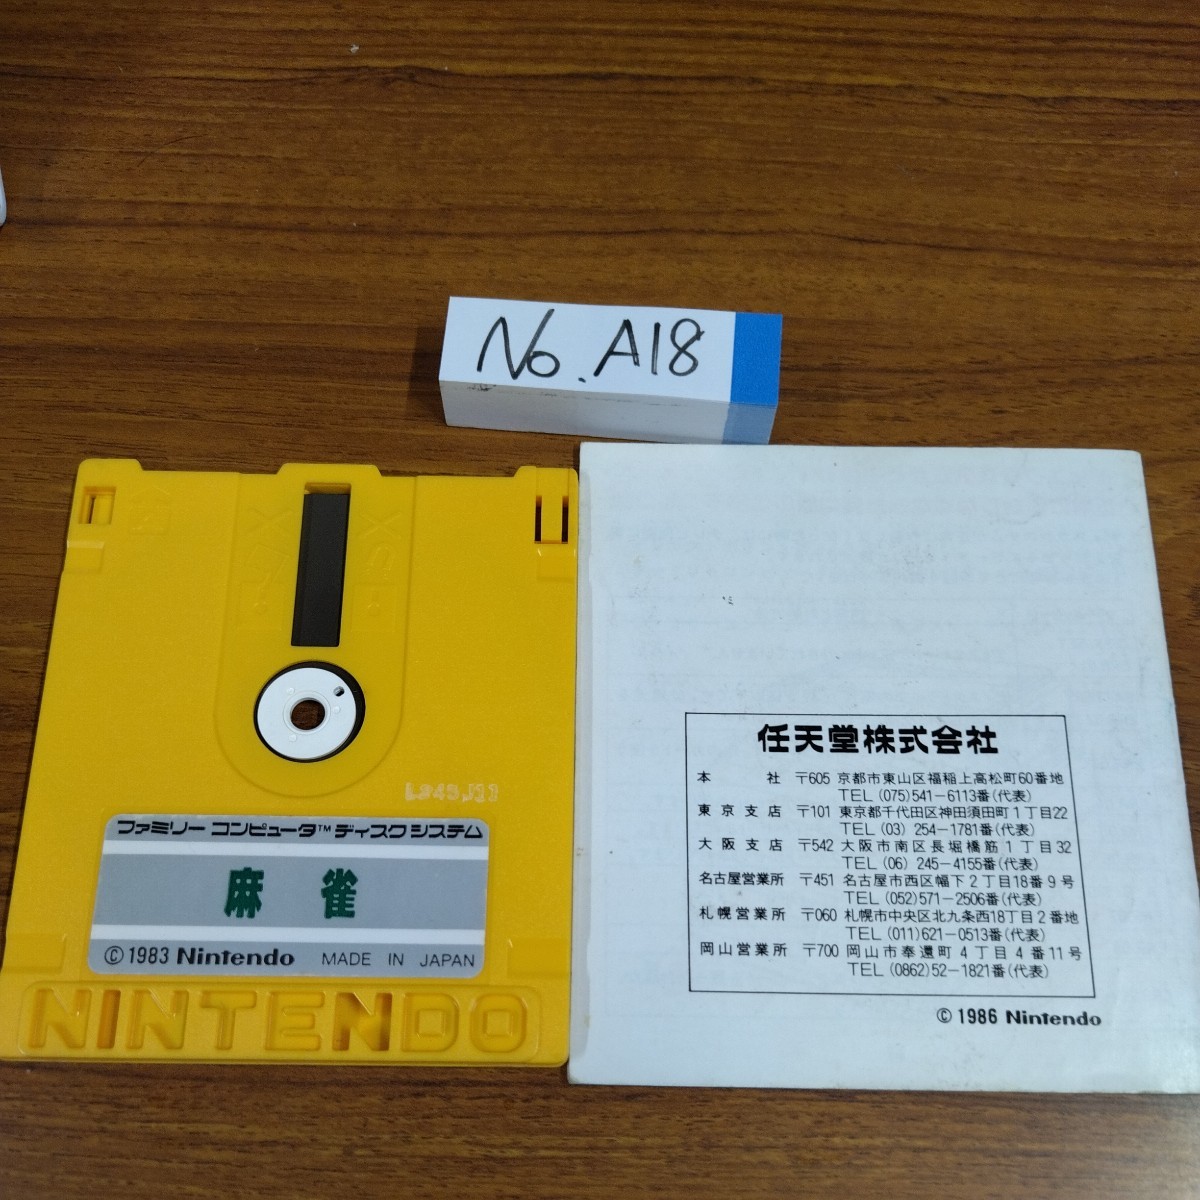 No. A18
ファミリー コンピュータ™ ディスク システム
麻雀
© 1983 Nintendo MADE IN JAPAN
NINTENDO
任天堂株式会社
本社 〒605 京都市東山区福稲上高松町60番地
TEL (075)541-6113番(代表)
東京支店 〒101 東京都千代田区神田須田町1丁目22
TEL (03) 254-1781番(代表)
大阪支店 〒542 大阪市南区長堀橋筋1丁目32
TEL (06) 245-4155番(代表)
名古屋営業所 〒451 名古屋市西区幅下2丁目18番9号
TEL (052)571-2506番(代表)
札幌営業所 〒060 札幌市中央区北九条西18丁目2番地
TEL (011)621-0513番(代表)
岡山営業所 〒700 岡山市奉還町4丁目4番11号
TEL (0862)52-1821番(代表)
© 1986 Nintendo